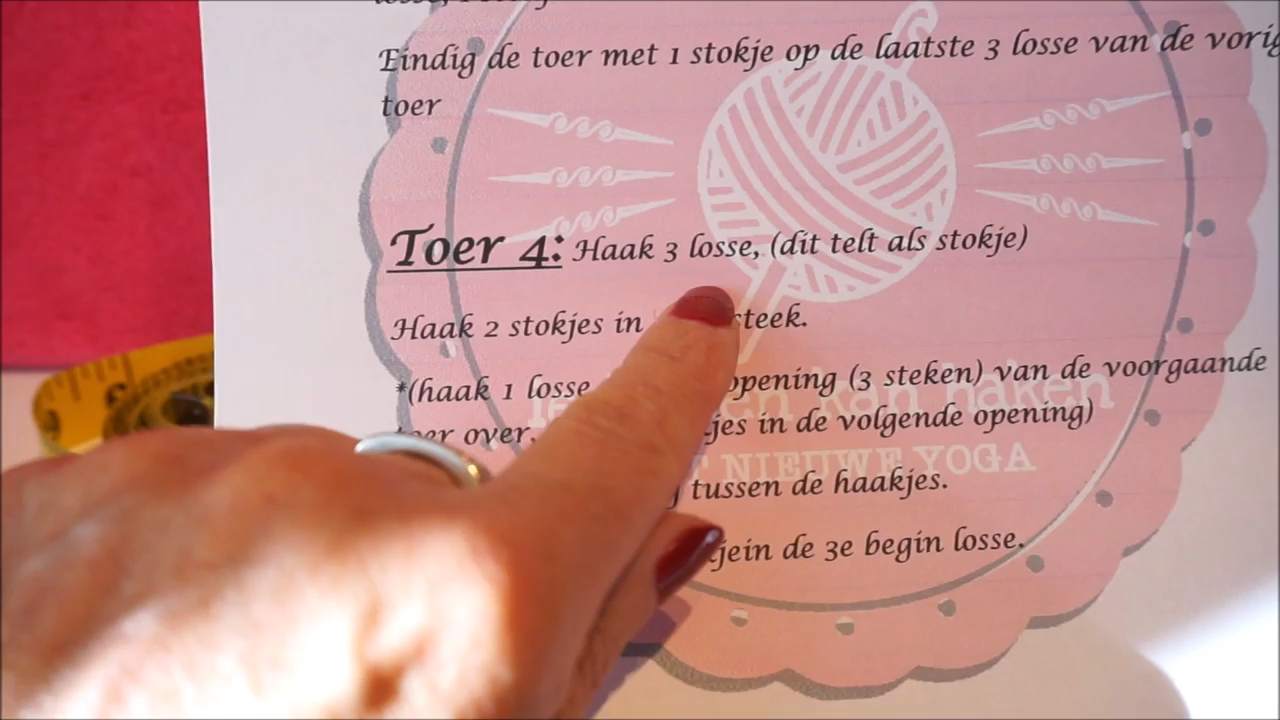 Eindig de toer met 1 stokje op de laatste 3 losse van de vorig
toer
Toer 4: Haak 3 losse, (dit telt als stokje)
Haak 2 stokjes in steek.
*(haak 1 losse opening (3 steken) van de voorgaande
toer over. jes in de volgende opening)
tussen de haakjes.
jein de 3e begin losse.
kan haken
NIEUWE YOGA